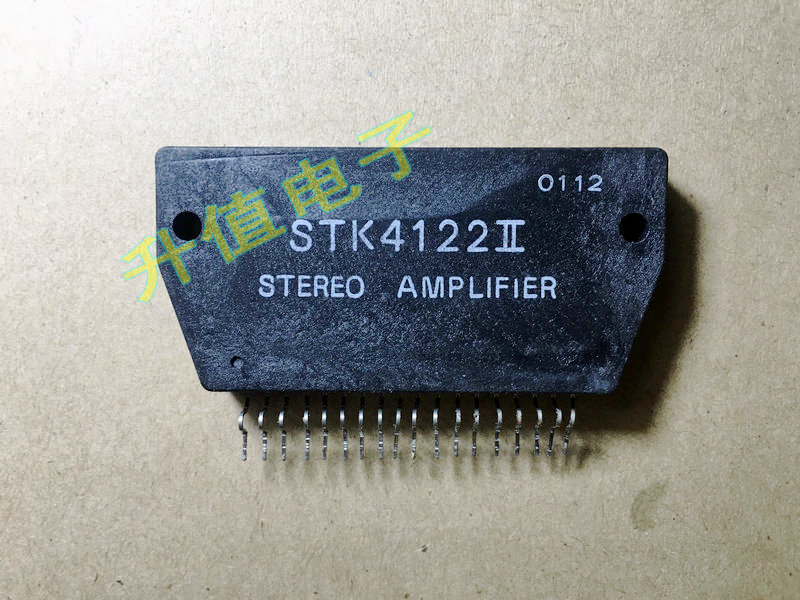 升值电子
0112
STK4122II
STEREO AMPLIFIER